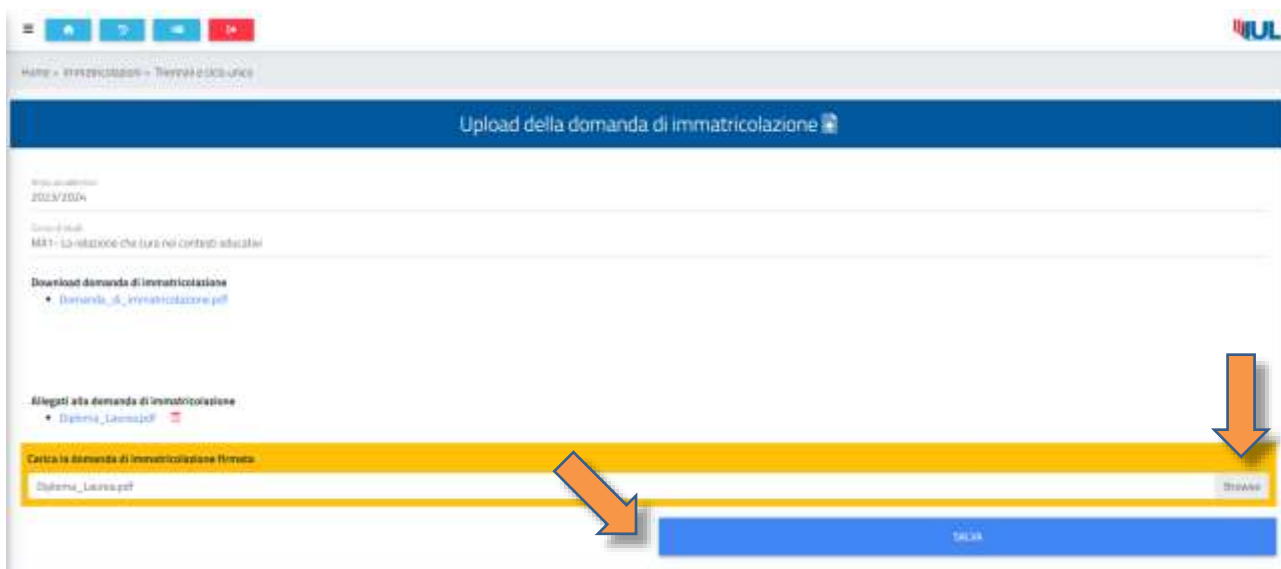 IUL
Home » Immatricolazioni » Triennali e ciclo unico
Upload della domanda di immatricolazione
Anno accademico
2023/2024
Corso di studi
MA1- La relazione che cura nei contesti educativi
Download domanda di immatricolazione
Domanda_di_immatricolazione.pdf
Allegati alla domanda di immatricolazione
Diploma_Laurea.pdf
Carica la domanda di immatricolazione firmata
Diploma_Laurea.pdf
Browse
SALVA